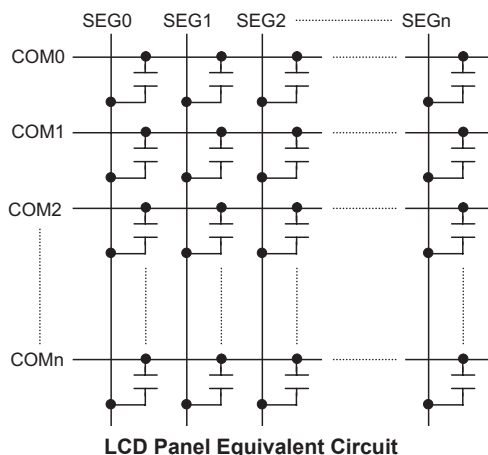 SEG0 SEG1 SEG2 SEGn
COM0
COM1
COM2
COMn
LCD Panel Equivalent Circuit